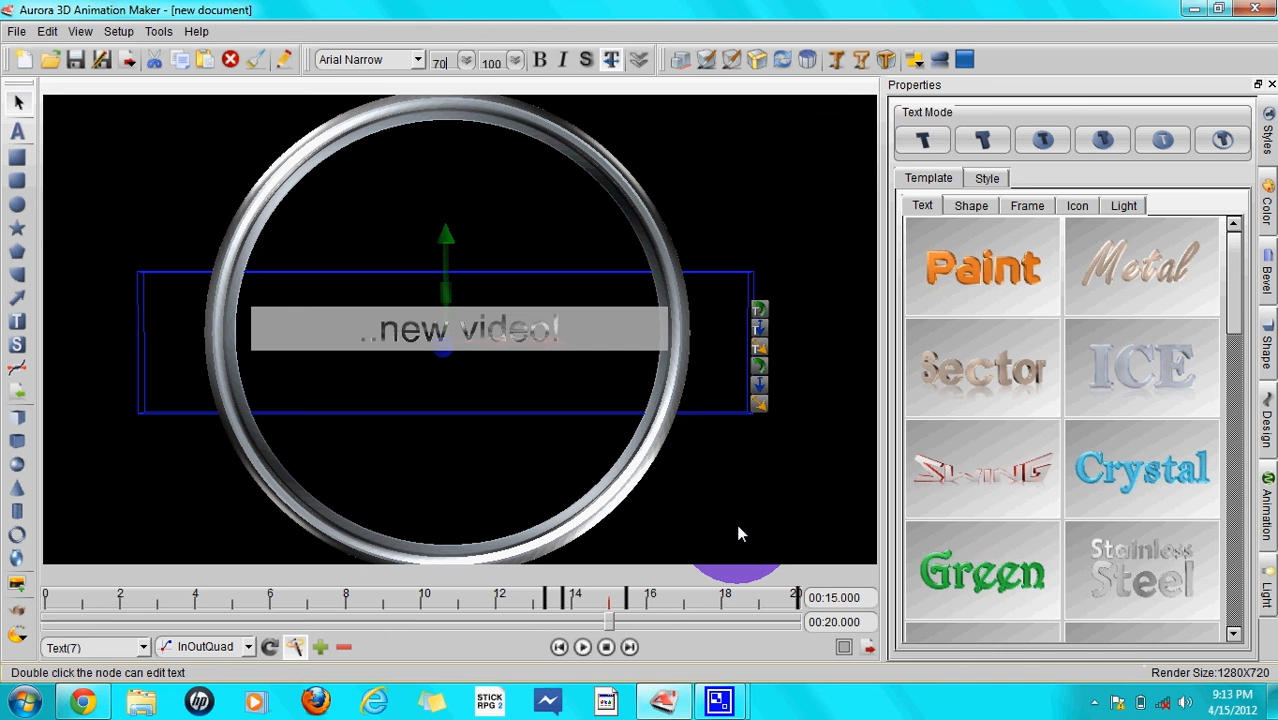 Aurora 3D Animation Maker - [new document]
File Edit View Setup Tools Help
Arial Narrow 70 100 B I S T
Properties
Text Mode
Template Style
Text Shape Frame Icon Light
Paint Metal
Sector ICE
SWING Crystal
Green Stainless Steel
Styles
Color
Bevel
Shape
Design
Animation
Light
..new video!
0 2 4 6 8 10 12 14 16 18 20 00:15.000
00:20.000
Text(7) InOutQuad
Double click the node can edit text Render Size:1280X720
STICK
RPG 2
9:13 PM
4/15/2012